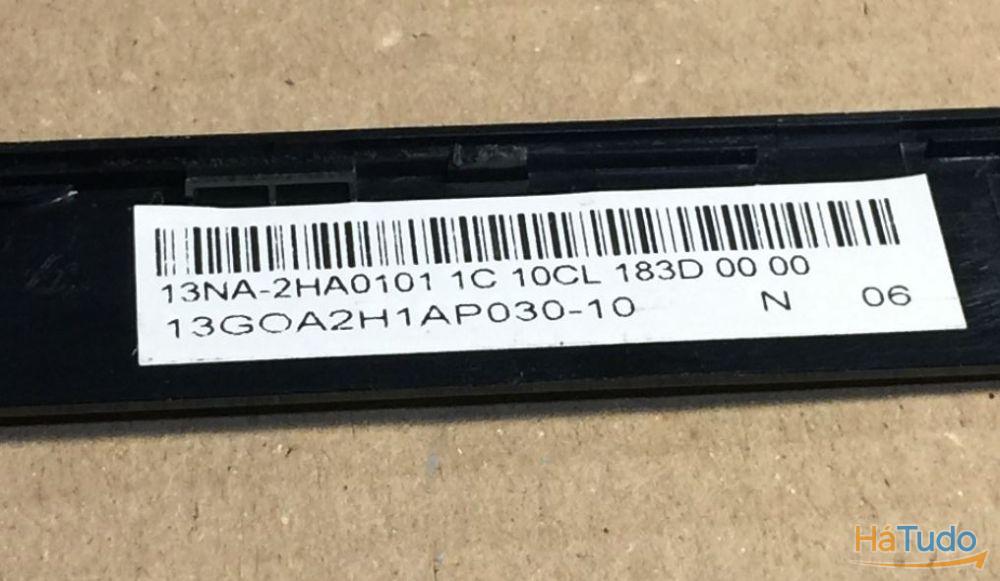 13NA-2HA0101 1C 10CL 183D 00 00
13GOA2H1AP030-10 N 06
HáTudo